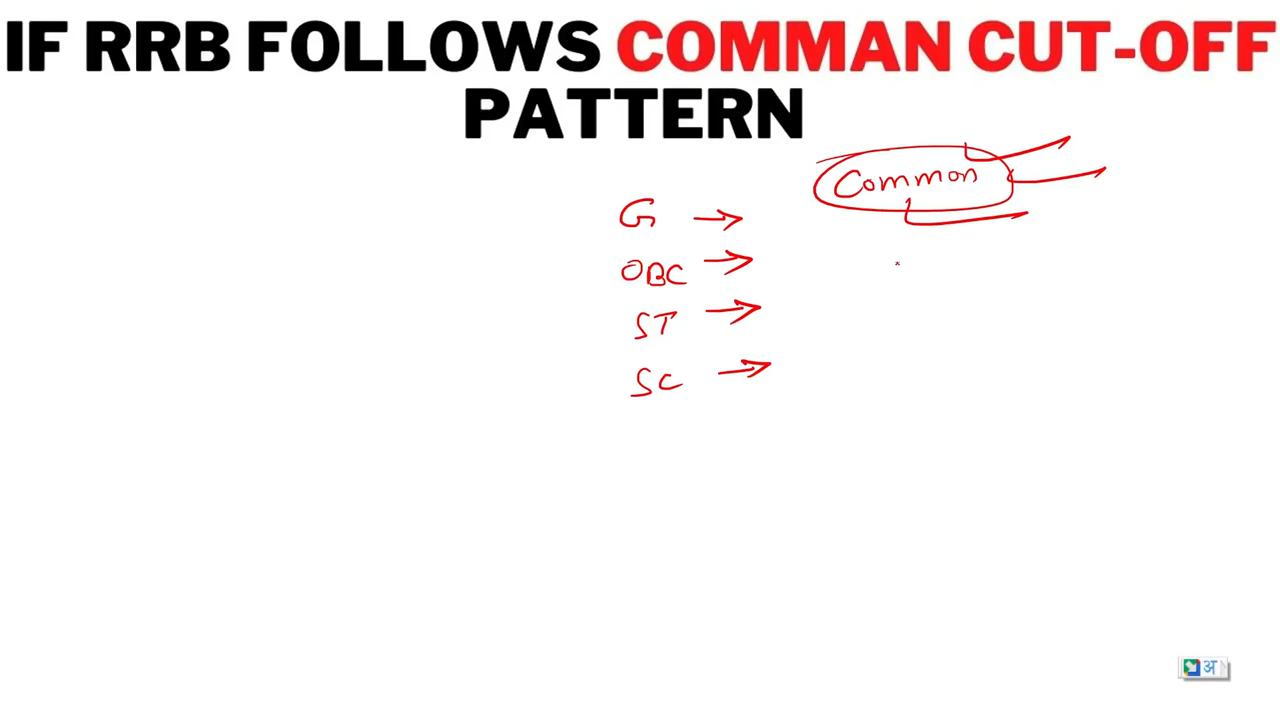 IF RRB FOLLOWS COMMAN CUT-OFF
PATTERN
Common
G
OBC
ST
SC
अ